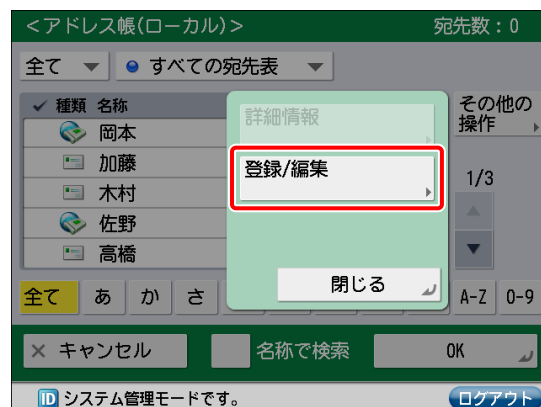 <アドレス帳(ローカル)> 宛先数：0
全て すべての宛先表
種類 名称
岡本
加藤
木村
佐野
高橋
詳細情報
登録/編集
閉じる
その他の
操作
1/3
全て あ か さ A-Z 0-9
× キャンセル 名称で検索 OK
ID システム管理モードです。 ログアウト